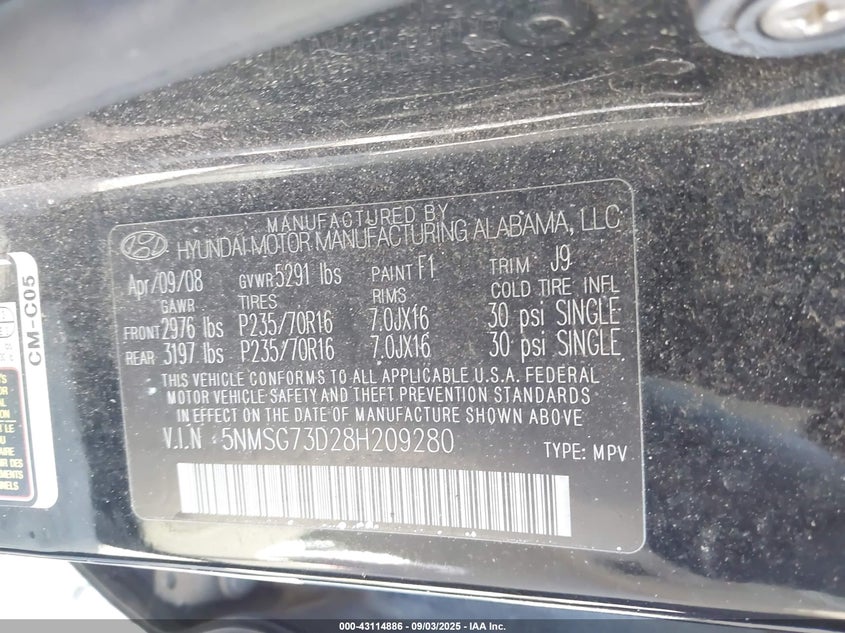 MANUFACTURED BY
HYUNDAI MOTOR MANUFACTURING ALABAMA, LLC
Apr/09/08 GVWR 5291 lbs PAINT F1 TRIM J9
GAWR TIRES RIMS COLD TIRE INFL
FRONT 2976 lbs P235/70R16 7.0JX16 30 psi SINGLE
REAR 3197 lbs P235/70R16 7.0JX16 30 psi SINGLE
THIS VEHICLE CONFORMS TO ALL APPLICABLE U.S.A. FEDERAL
MOTOR VEHICLE SAFETY AND THEFT PREVENTION STANDARDS
IN EFFECT ON THE DATE OF MANUFACTURE SHOWN ABOVE
V.I.N : 5NMSG73D28H209280 TYPE: MPV
CM-C05
000-43114886 - 09/03/2025 - IAA Inc.